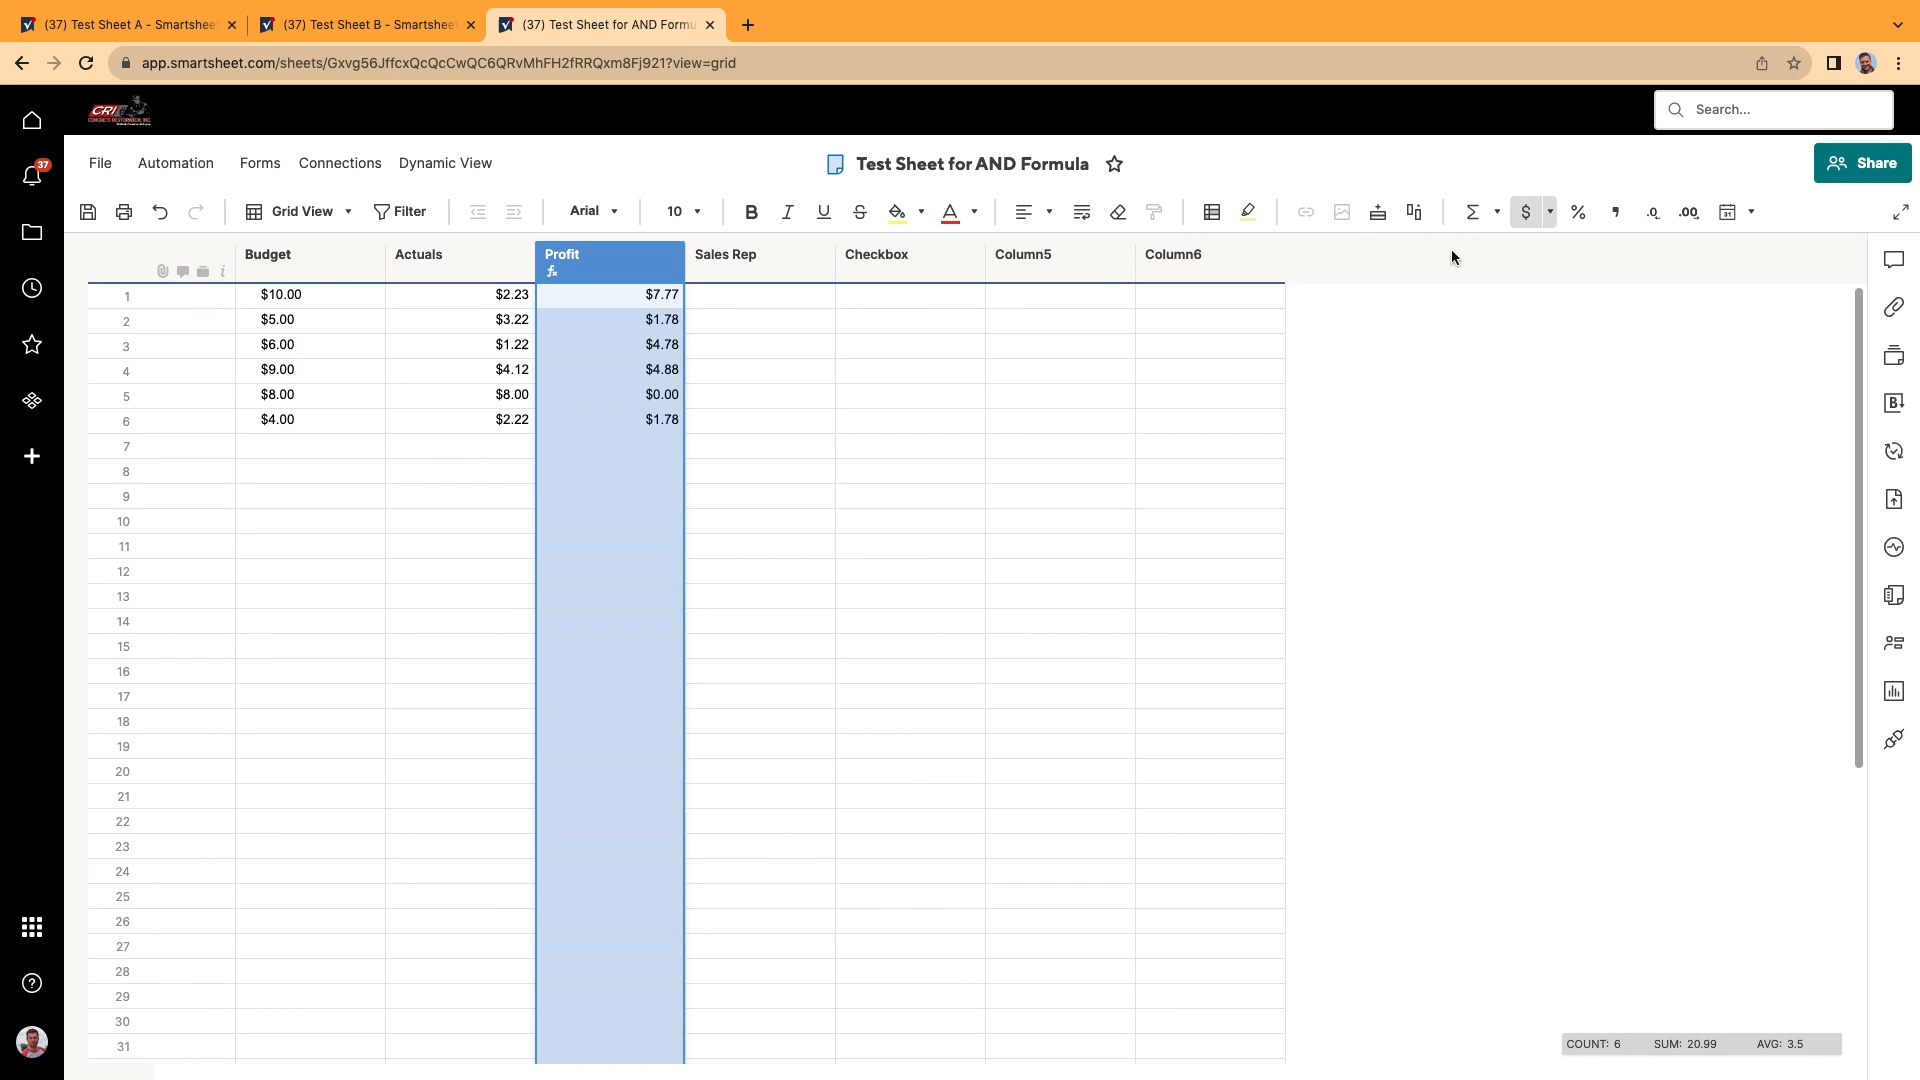 (37) Test Sheet A - Smartshee
(37) Test Sheet B - Smartshee
(37) Test Sheet for AND Formu
app.smartsheet.com/sheets/Gxvg56JffcxQcQcCwQC6QRvMhFH2fRRQxm8Fj921?view=grid
CRI
Search...
37
File Automation Forms Connections Dynamic View
Test Sheet for AND Formula
Share
Grid View Filter Arial 10 B I U S A Σ $ % .0 .00 31
Budget Actuals Profit Sales Rep Checkbox Column5 Column6
fx
1 $10.00 $2.23 $7.77
2 $5.00 $3.22 $1.78
3 $6.00 $1.22 $4.78
4 $9.00 $4.12 $4.88
5 $8.00 $8.00 $0.00
6 $4.00 $2.22 $1.78
7
8
9
10
11
12
13
14
15
16
17
18
19
20
21
22
23
24
25
26
27
28
29
30
31
COUNT: 6 SUM: 20.99 AVG: 3.5